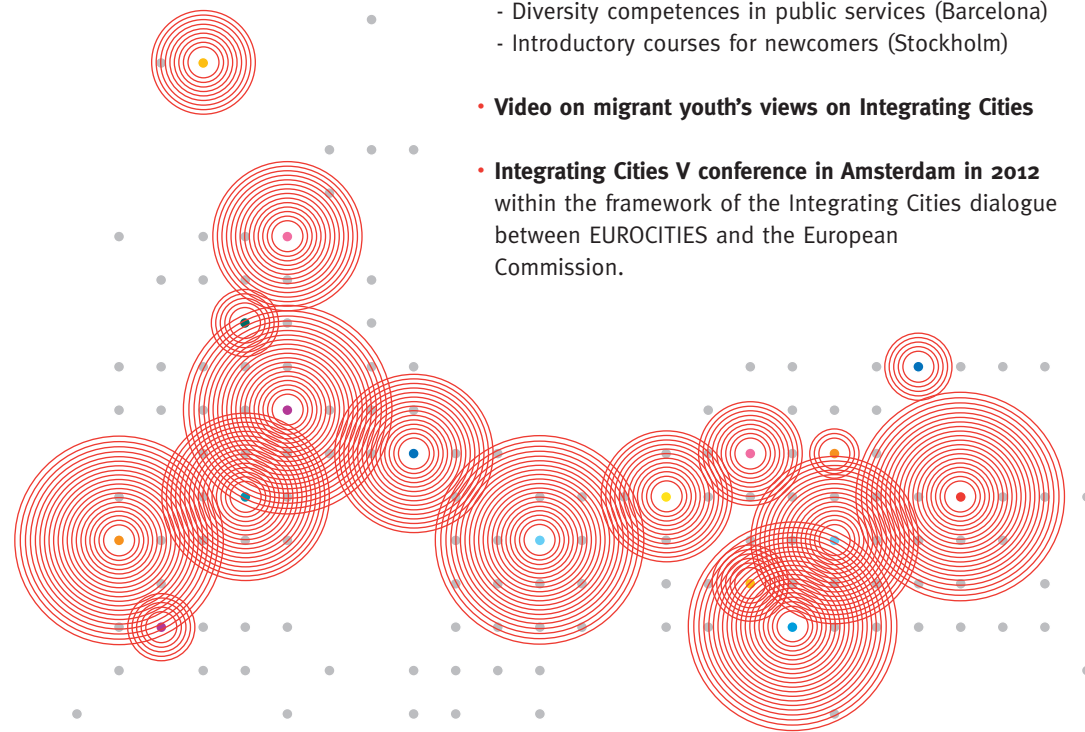 - Diversity competences in public services (Barcelona)
- Introductory courses for newcomers (Stockholm)
• Video on migrant youth's views on Integrating Cities
• Integrating Cities V conference in Amsterdam in 2012
within the framework of the Integrating Cities dialogue
between EUROCITIES and the European
Commission.